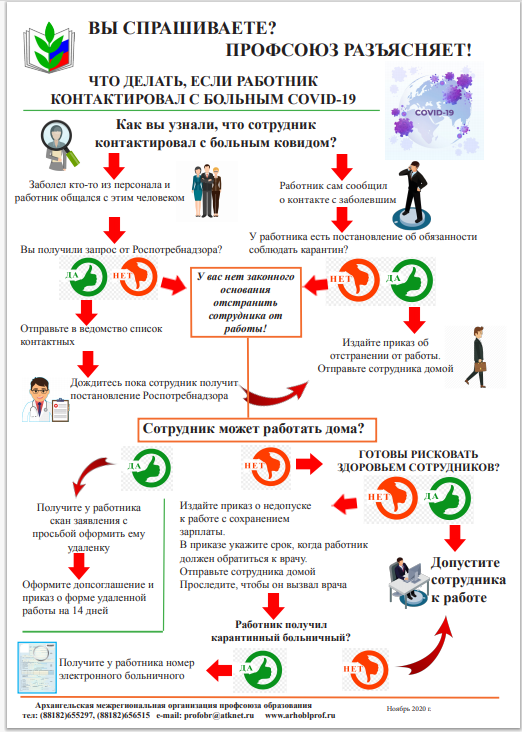 ВЫ СПРАШИВАЕТЕ?
ПРОФСОЮЗ РАЗЪЯСНЯЕТ!
ЧТО ДЕЛАТЬ, ЕСЛИ РАБОТНИК
КОНТАКТИРОВАЛ С БОЛЬНЫМ COVID-19
COVID-19
Как вы узнали, что сотрудник
контактировал с больным ковидом?
Заболел кто-то из персонала и
работник общался с этим человеком
Работник сам сообщил
о контакте с заболевшим
Вы получили запрос от Роспотребнадзора?
У работника есть постановление об обязанности
соблюдать карантин?
ДА
НЕТ
У вас нет законного
основания
отстранить
сотрудника от
работы!
НЕТ
ДА
Отправьте в ведомство список
контактных
Издайте приказ об
отстранении от работы.
Отправьте сотрудника домой
Дождитесь пока сотрудник получит
постановление Роспотребнадзора
Сотрудник может работать дома?
ДА
НЕТ
ГОТОВЫ РИСКОВАТЬ
ЗДОРОВЬЕМ СОТРУДНИКОВ?
НЕТ
ДА
Получите у работника
скан заявления с
просьбой оформить ему
удаленку
Издайте приказ о недопуске
к работе с сохранением
зарплаты.
В приказе укажите срок, когда работник
должен обратиться к врачу.
Отправьте сотрудника домой
Проследите, чтобы он вызвал врача
Допустите
сотрудника
к работе
Оформите допсоглашение и
приказ о форме удаленной
работы на 14 дней
Работник получил
карантинный больничный?
Получите у работника номер
электронного больничного
ДА
НЕТ
Архангельская межрегиональная организация профсоюза образования
тел: (88182)655297, (88182)656515 e-mail: profobr@atknet.ru www.arhoblprof.ru
Ноябрь 2020 г.